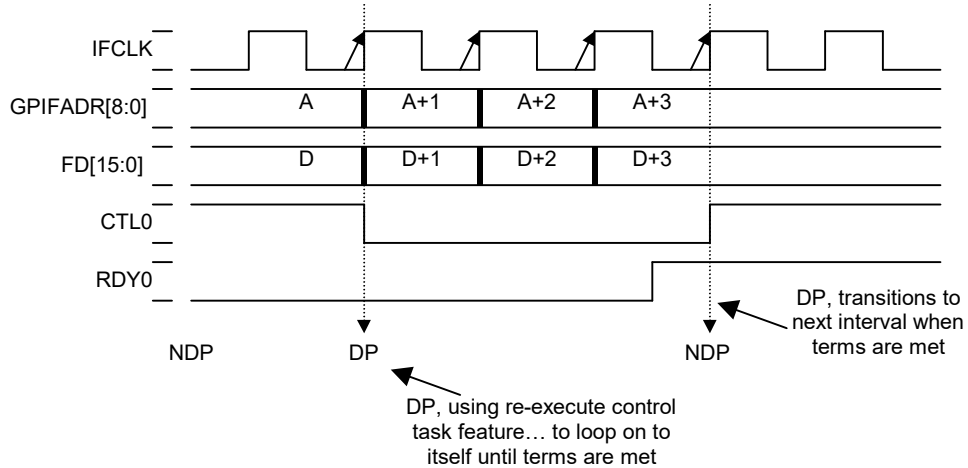 IFCLK
GPIFADR[8:0]
A A+1 A+2 A+3
FD[15:0]
D D+1 D+2 D+3
CTL0
RDY0
NDP DP NDP
DP, transitions to
next interval when
terms are met
DP, using re-execute control
task feature… to loop on to
itself until terms are met